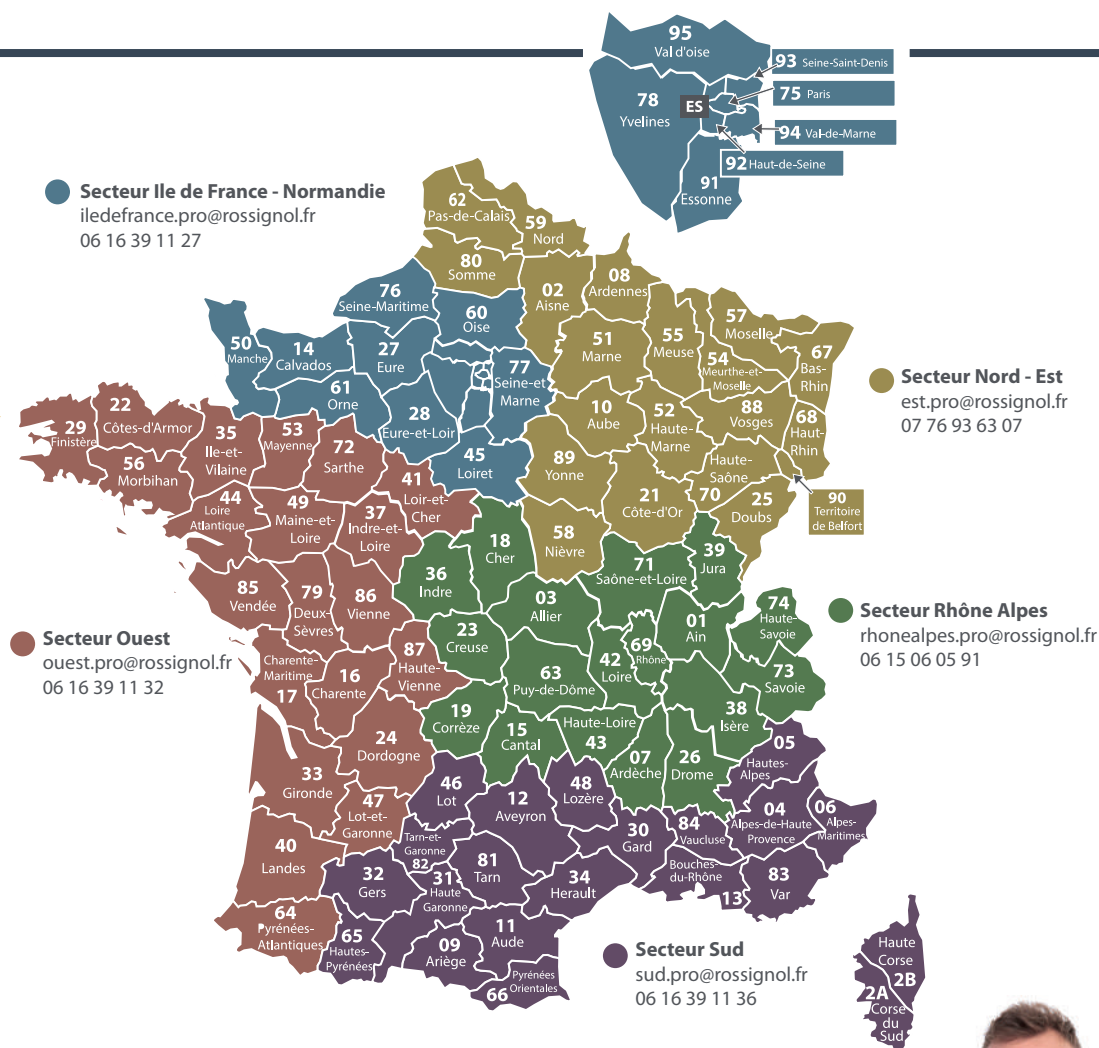 95
Val d'oise
93 Seine-Saint-Denis
75 Paris
78
Yvelines
ES
94 Val-de-Marne
92 Haut-de-Seine
91
Essonne
Secteur Ile de France - Normandie
iledefrance.pro@rossignol.fr
06 16 39 11 27
62
Pas-de-Calais
59
Nord
80
Somme
02
Aisne
08
Ardennes
76
Seine-Maritime
60
Oise
50
Manche
14
Calvados
27
Eure
77
Seine-et
Marne
61
Orne
28
Eure-et-Loir
45
Loiret
51
Marne
55
Meuse
57
Moselle
54
Meurthe-et-
Moselle
67
Bas-
Rhin
10
Aube
52
Haute-
Marne
88
Vosges
68
Haut-
Rhin
Secteur Nord - Est
est.pro@rossignol.fr
07 76 93 63 07
89
Yonne
21
Côte-d'Or
Haute-
Saône
70
25
Doubs
90
Territoire
de Belfort
58
Nièvre
22
Côtes-d'Armor
29
Finistère
56
Morbihan
35
Ile-et-
Vilaine
53
Mayenne
72
Sarthe
41
Loir-et-
Cher
44
Loire
Atlantique
49
Maine-et-
Loire
37
Indre-et-
Loire
85
Vendée
79
Deux-
Sèvres
86
Vienne
Secteur Ouest
ouest.pro@rossignol.fr
06 16 39 11 32
Charente-
Maritime
17
16
Charente
87
Haute-
Vienne
24
Dordogne
33
Gironde
47
Lot-et-
Garonne
40
Landes
64
Pyrénées-
Atlantiques
18
Cher
36
Indre
71
Saône-et-Loire
39
Jura
03
Allier
23
Creuse
01
Ain
74
Haute-
Savoie
Secteur Rhône Alpes
rhonealpes.pro@rossignol.fr
06 15 06 05 91
63
Puy-de-Dôme
42
Loire
69
Rhône
73
Savoie
38
Isère
19
Corrèze
15
Cantal
Haute-Loire
43
07
Ardèche
26
Drome
05
Hautes-
Alpes
46
Lot
12
Aveyron
48
Lozère
30
Gard
84
Vaucluse
04
Alpes-de-Haute
Provence
06
Alpes-
Maritimes
Tarn-et-
Garonne
82
81
Tarn
32
Gers
31
Haute
Garonne
34
Herault
Bouches-
du-Rhône
13
83
Var
65
Hautes-
Pyrénées
09
Ariège
11
Aude
Pyrénées
Orientales
66
Secteur Sud
sud.pro@rossignol.fr
06 16 39 11 36
Haute
Corse
2B
2A
Corse
du
Sud